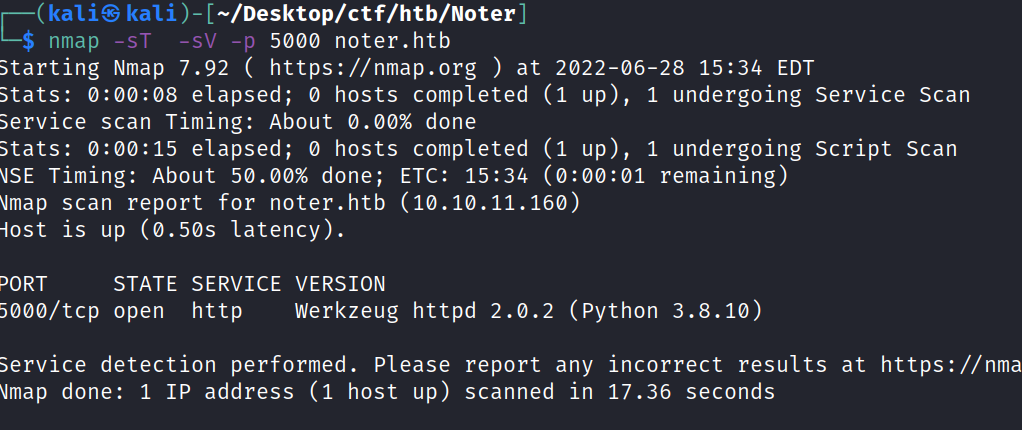 ┌──(kali㉿kali)-[~/Desktop/ctf/htb/Noter]
└─$ nmap -sT  -sV -p 5000 noter.htb
Starting Nmap 7.92 ( https://nmap.org ) at 2022-06-28 15:34 EDT
Stats: 0:00:08 elapsed; 0 hosts completed (1 up), 1 undergoing Service Scan
Service scan Timing: About 0.00% done
Stats: 0:00:15 elapsed; 0 hosts completed (1 up), 1 undergoing Script Scan
NSE Timing: About 50.00% done; ETC: 15:34 (0:00:01 remaining)
Nmap scan report for noter.htb (10.10.11.160)
Host is up (0.50s latency).
PORT     STATE SERVICE VERSION
5000/tcp open  http    Werkzeug httpd 2.0.2 (Python 3.8.10)
Service detection performed. Please report any incorrect results at https://nma
Nmap done: 1 IP address (1 host up) scanned in 17.36 seconds